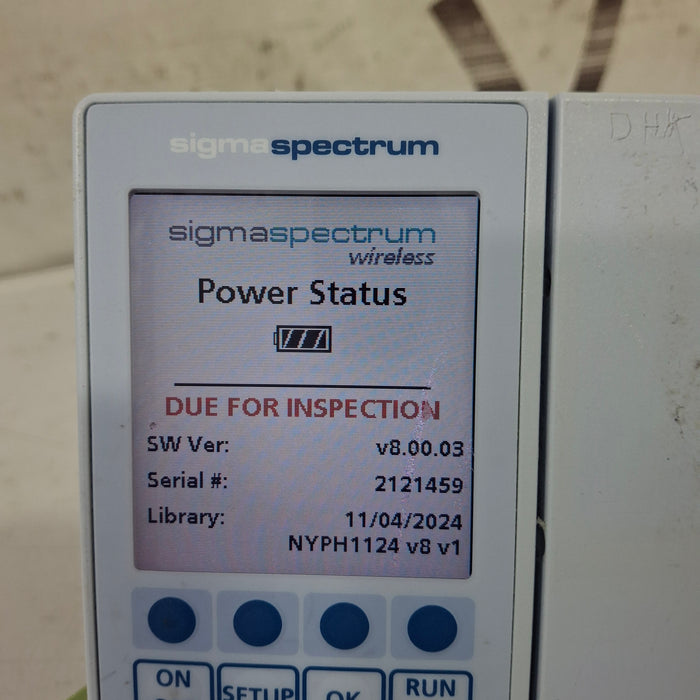 DHK
sigmaspectrum
sigmaspectrum
wireless
Power Status
DUE FOR INSPECTION
SW Ver: v8.00.03
Serial #: 2121459
Library: 11/04/2024
NYPH1124 v8 v1
ON SETUP OK RUN